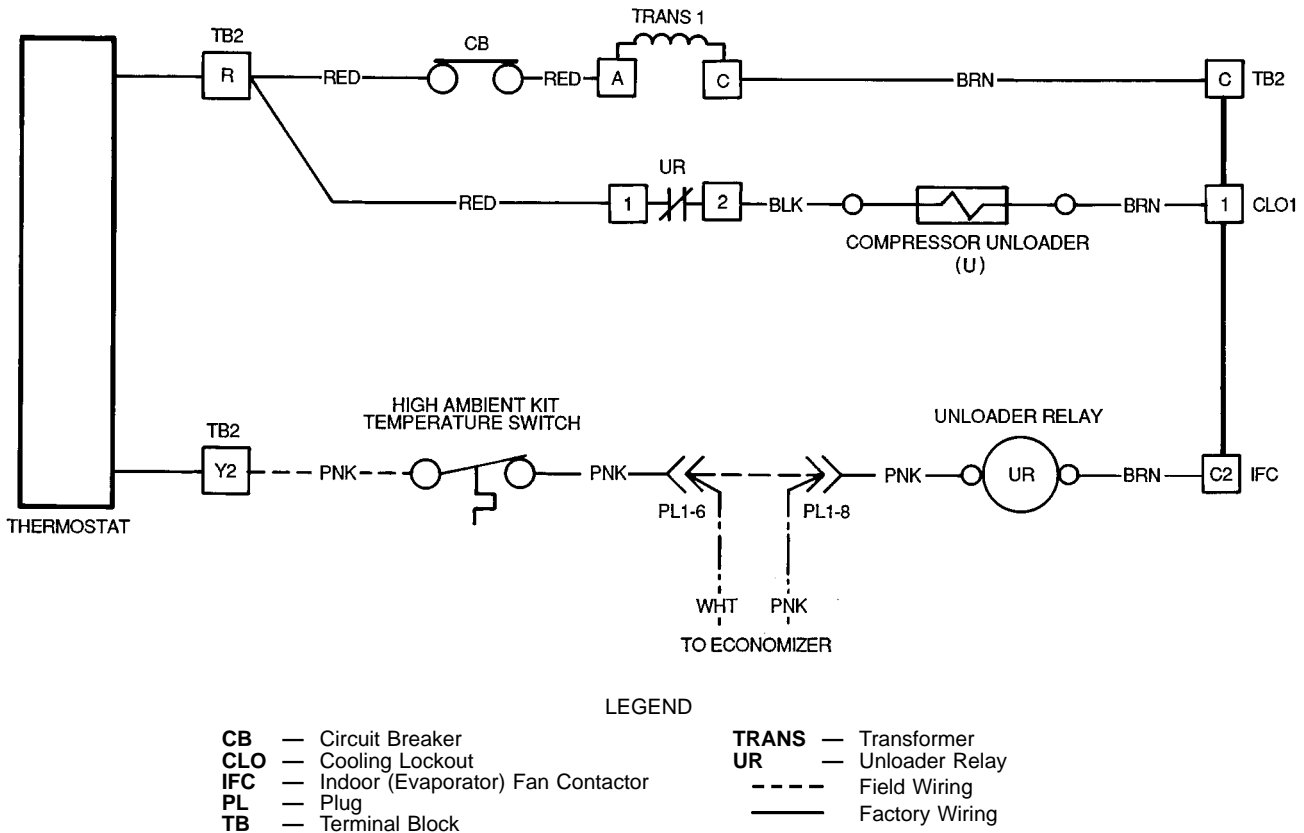 TRANS 1
TB2
CB
R
RED
RED
A
C
BRN
C
TB2
UR
RED
1
2
BLK
BRN
1
CLO1
COMPRESSOR UNLOADER
(U)
HIGH AMBIENT KIT
TEMPERATURE SWITCH
UNLOADER RELAY
TB2
Y2
PNK
PNK
PNK
UR
BRN
C2
IFC
PL1-6
PL1-8
THERMOSTAT
WHT
PNK
TO ECONOMIZER
LEGEND
CB — Circuit Breaker
CLO — Cooling Lockout
IFC — Indoor (Evaporator) Fan Contactor
PL — Plug
TB — Terminal Block
TRANS — Transformer
UR — Unloader Relay
Field Wiring
Factory Wiring